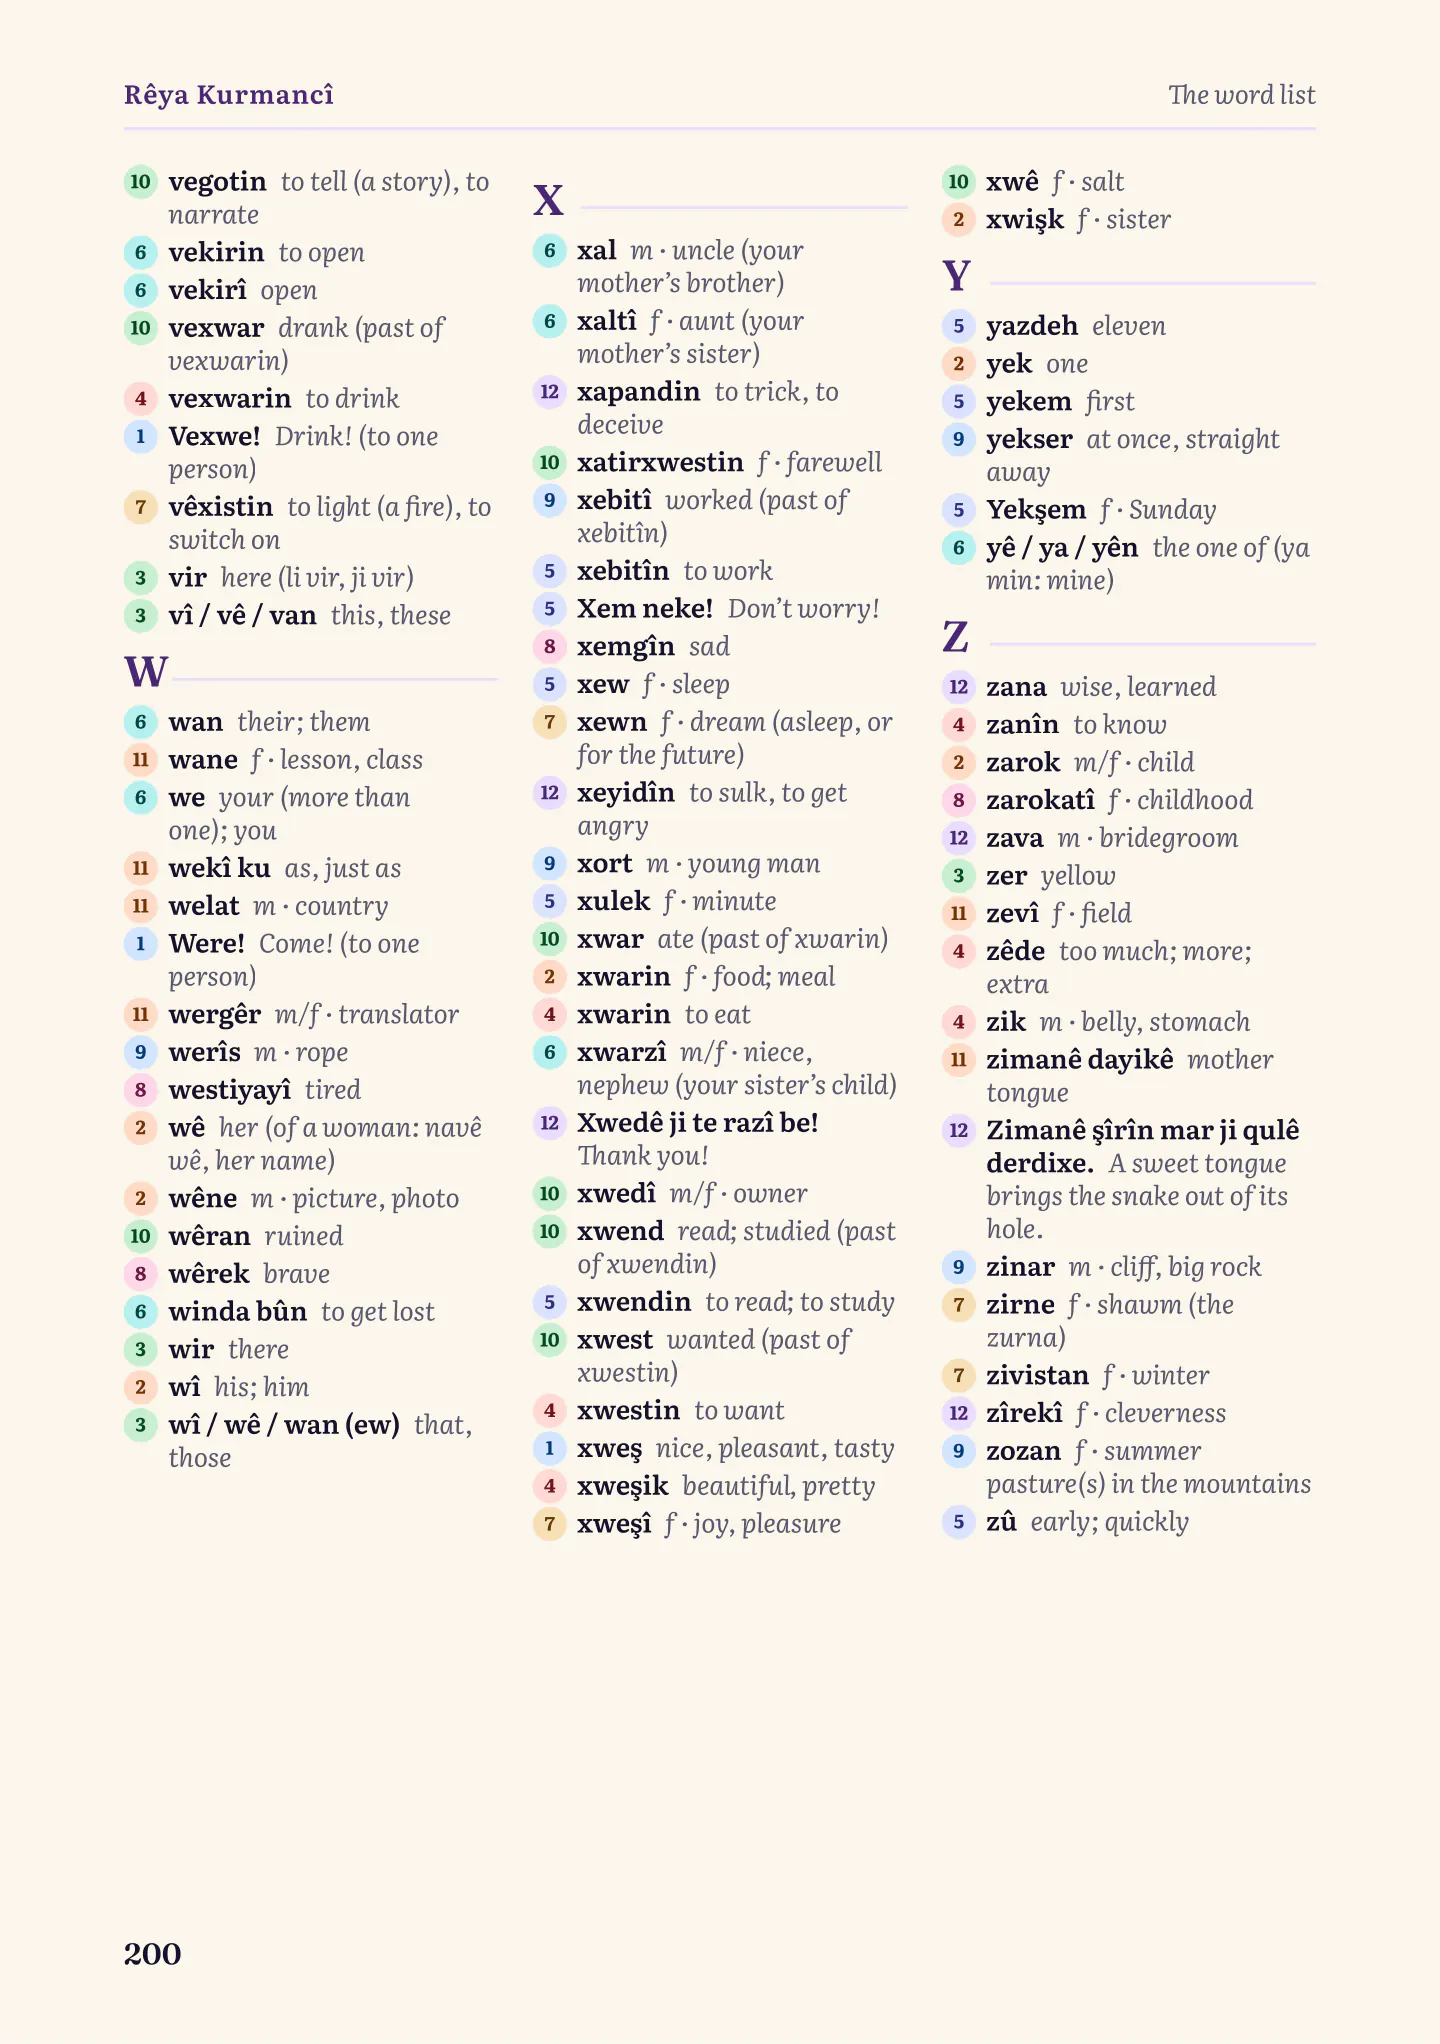 Rêya Kurmancî
The word list
10 vegotin to tell (a story), to
narrate
6 vekirin to open
6 vekirî open
10 vexwar drank (past of
vexwarin)
4 vexwarin to drink
1 Vexwe! Drink! (to one
person)
7 vêxistin to light (a fire), to
switch on
3 vir here (li vir, ji vir)
3 vî / vê / van this, these
W
6 wan their; them
11 wane f · lesson, class
6 we your (more than
one); you
11 wekî ku as, just as
11 welat m · country
1 Were! Come! (to one
person)
11 wergêr m/f · translator
9 werîs m · rope
8 westiyayî tired
2 wê her (of a woman: navê
wê, her name)
2 wêne m · picture, photo
10 wêran ruined
8 wêrek brave
6 winda bûn to get lost
3 wir there
2 wî his; him
3 wî / wê / wan (ew) that,
those
X
6 xal m · uncle (your
mother’s brother)
6 xaltî f · aunt (your
mother’s sister)
12 xapandin to trick, to
deceive
10 xatirxwestin f · farewell
9 xebitî worked (past of
xebitîn)
5 xebitîn to work
5 Xem neke! Don’t worry!
8 xemgîn sad
5 xew f · sleep
7 xewn f · dream (asleep, or
for the future)
12 xeyidîn to sulk, to get
angry
9 xort m · young man
5 xulek f · minute
10 xwar ate (past of xwarin)
2 xwarin f · food; meal
4 xwarin to eat
6 xwarzî m/f · niece,
nephew (your sister’s child)
12 Xwedê ji te razî be!
Thank you!
10 xwedî m/f · owner
10 xwend read; studied (past
of xwendin)
5 xwendin to read; to study
10 xwest wanted (past of
xwestin)
4 xwestin to want
1 xweş nice, pleasant, tasty
4 xweşik beautiful, pretty
7 xweşî f · joy, pleasure
10 xwê f · salt
2 xwişk f · sister
Y
5 yazdeh eleven
2 yek one
5 yekem first
9 yekser at once, straight
away
5 Yekşem f · Sunday
6 yê / ya / yên the one of (ya
min: mine)
Z
12 zana wise, learned
4 zanîn to know
2 zarok m/f · child
8 zarokatî f · childhood
12 zava m · bridegroom
3 zer yellow
11 zevî f · field
4 zêde too much; more;
extra
4 zik m · belly, stomach
11 zimanê dayikê mother
tongue
12 Zimanê şîrîn mar ji qulê
derdixe. A sweet tongue
brings the snake out of its
hole.
9 zinar m · cliff, big rock
7 zirne f · shawm (the
zurna)
7 zivistan f · winter
12 zîrekî f · cleverness
9 zozan f · summer
pasture(s) in the mountains
5 zû early; quickly
200